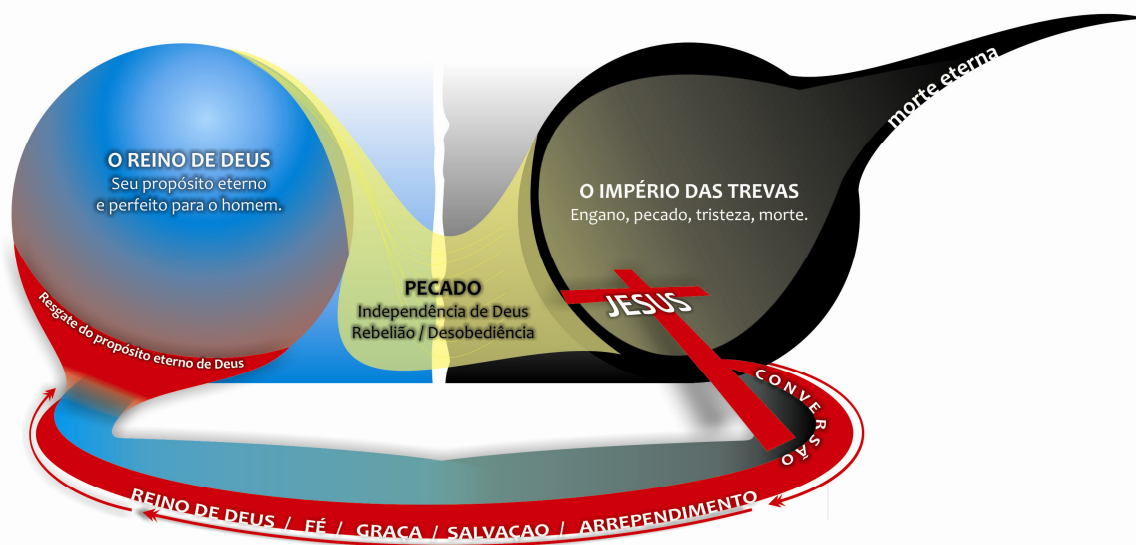 O REINO DE DEUS
Seu propósito eterno
e perfeito para o homem.
Resgate do propósito eterno de Deus
PECADO
Independência de Deus
Rebelião / Desobediência
O IMPÉRIO DAS TREVAS
Engano, pecado, tristeza, morte.
morte eterna
JESUS
CONVERSÃO
REINO DE DEUS / FÉ / GRAÇA / SALVACAO / ARREPENDIMENTO